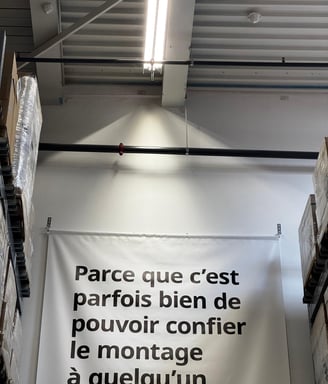 Parce que c'est
parfois bien de
pouvoir confier
le montage
à quelqu'un